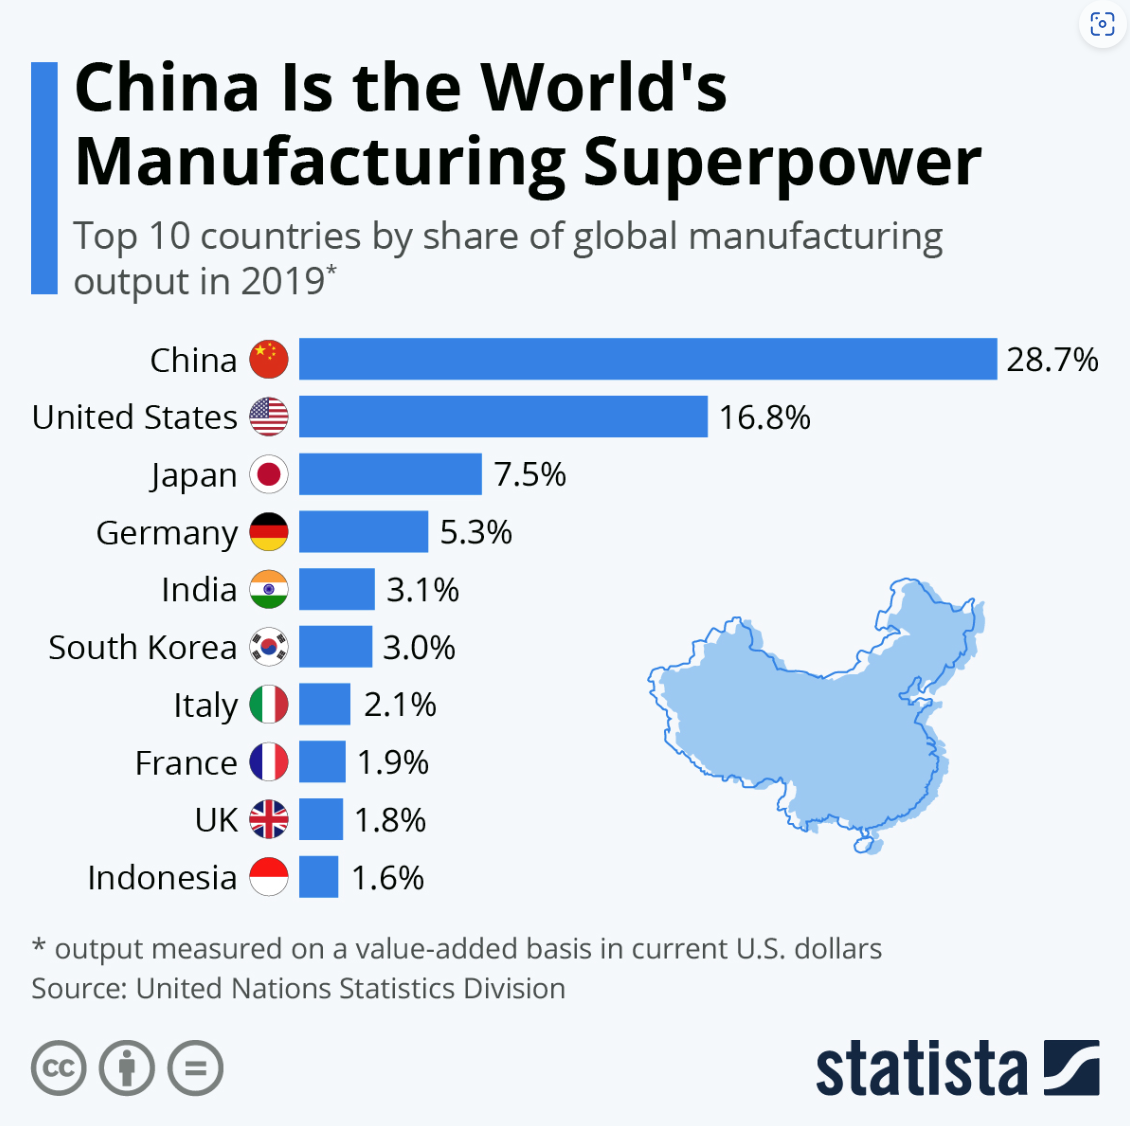 China Is the World's
Manufacturing Superpower
Top 10 countries by share of global manufacturing
output in 2019*
China 28.7%
United States 16.8%
Japan 7.5%
Germany 5.3%
India 3.1%
South Korea 3.0%
Italy 2.1%
France 1.9%
UK 1.8%
Indonesia 1.6%
* output measured on a value-added basis in current U.S. dollars
Source: United Nations Statistics Division
cc = statista